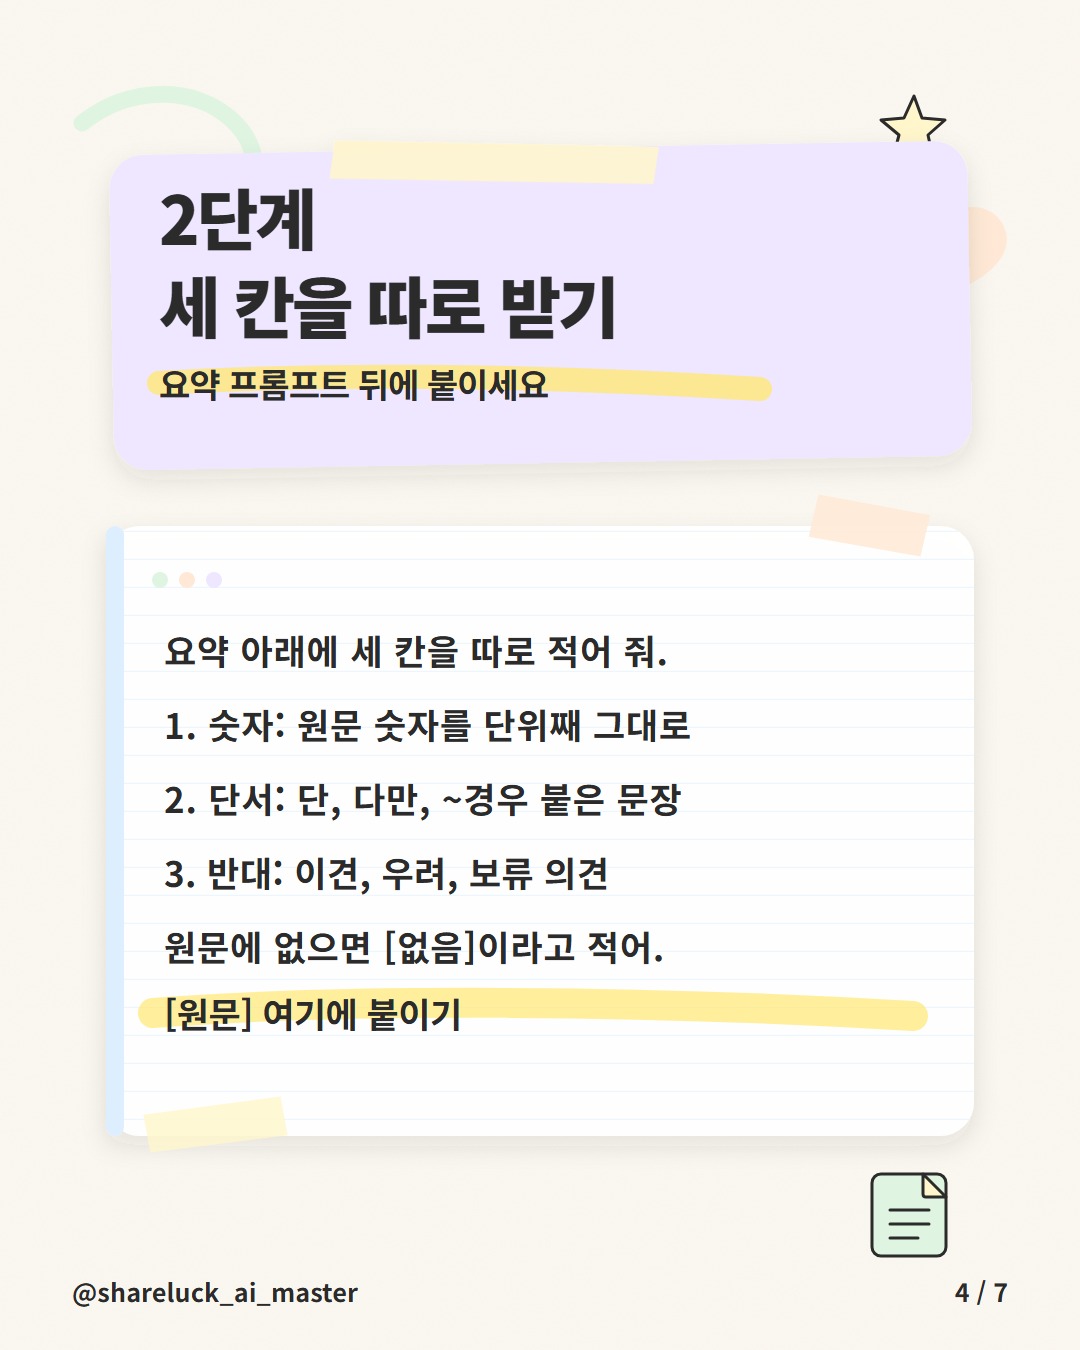 2단계
세 칸을 따로 받기
요약 프롬프트 뒤에 붙이세요
요약 아래에 세 칸을 따로 적어 줘.
1. 숫자: 원문 숫자를 단위째 그대로
2. 단서: 단, 다만, ~경우 붙은 문장
3. 반대: 이견, 우려, 보류 의견
원문에 없으면 [없음]이라고 적어.
[원문] 여기에 붙이기
@shareluck_ai_master
4 / 7